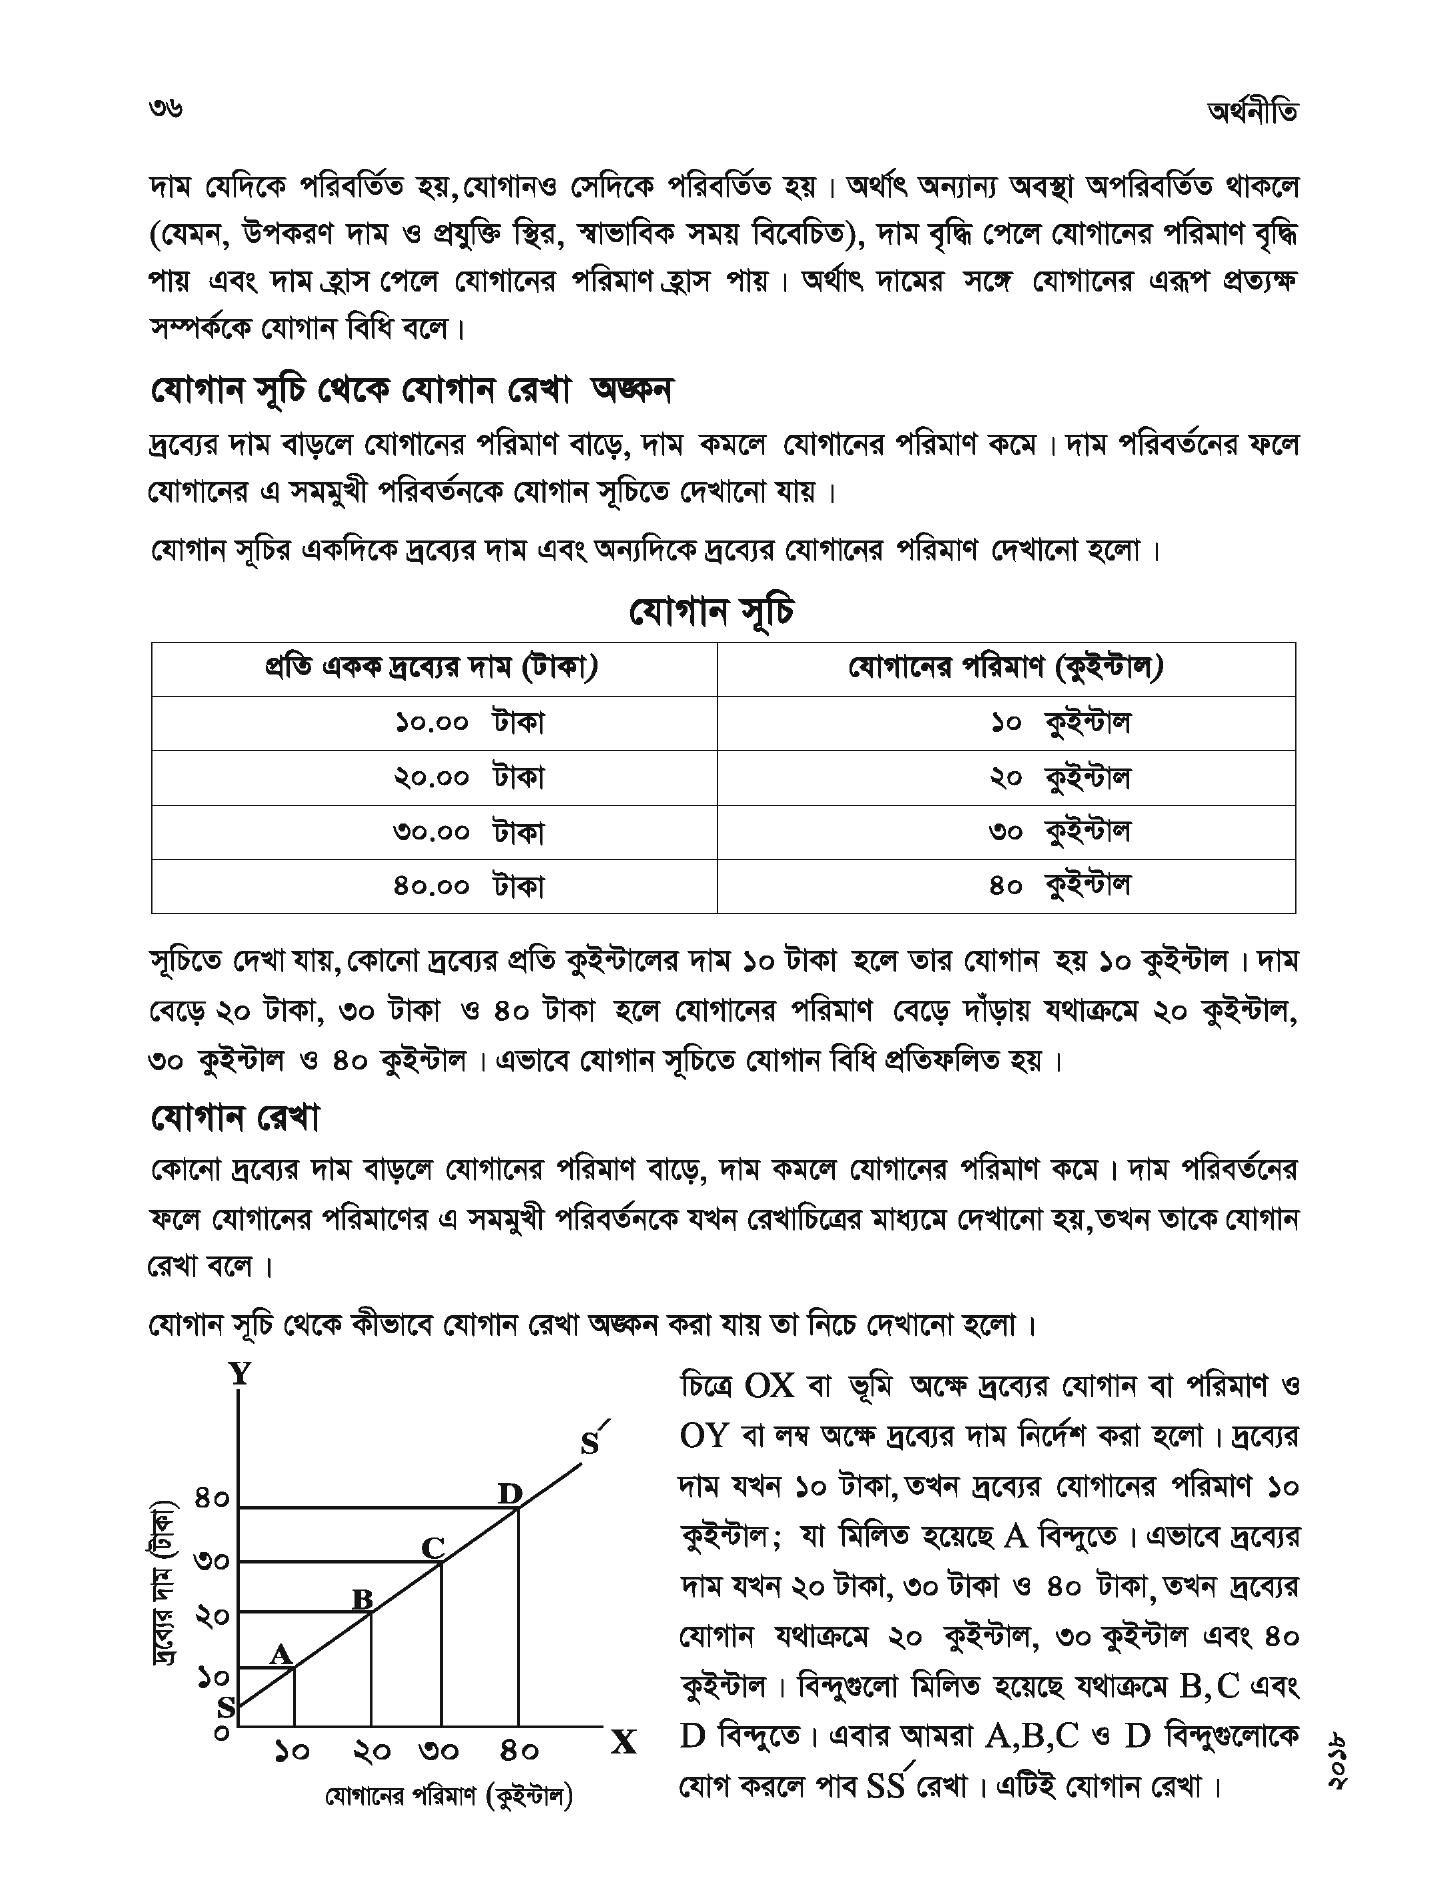 ৩৬
অর্থনীতি
দাম যেদিকে পরিবর্তিত হয়,যোগানও সেদিকে পরিবর্তিত হয়। অর্থাৎ অন্যান্য অবস্থা অপরিবর্তিত থাকলে
(যেমন, উপকরণ দাম ও প্রযুক্তি স্থির, স্বাভাবিক সময় বিবেচিত), দাম বৃদ্ধি পেলে যোগানের পরিমাণ বৃদ্ধি
পায় এবং দাম হ্রাস পেলে যোগানের পরিমাণ হ্রাস পায়। অর্থাৎ দামের সঙ্গে যোগানের এরূপ প্রত্যক্ষ
সম্পর্ককে যোগান বিধি বলে।
যোগান সূচি থেকে যোগান রেখা অঙ্কন
দ্রব্যের দাম বাড়লে যোগানের পরিমাণ বাড়ে, দাম কমলে যোগানের পরিমাণ কমে। দাম পরিবর্তনের ফলে
যোগানের এ সমমুখী পরিবর্তনকে যোগান সূচিতে দেখানো যায়।
যোগান সূচির একদিকে দ্রব্যের দাম এবং অন্যদিকে দ্রব্যের যোগানের পরিমাণ দেখানো হলো।
যোগান সূচি
প্রতি একক দ্রব্যের দাম (টাকা) যোগানের পরিমাণ (কুইন্টাল)
১০.০০ টাকা ১০ কুইন্টাল
২০.০০ টাকা ২০ কুইন্টাল
৩০.০০ টাকা ৩০ কুইন্টাল
৪০.০০ টাকা ৪০ কুইন্টাল
সূচিতে দেখা যায়,কোনো দ্রব্যের প্রতি কুইন্টালের দাম ১০ টাকা হলে তার যোগান হয় ১০ কুইন্টাল। দাম
বেড়ে ২০ টাকা, ৩০ টাকা ও ৪০ টাকা হলে যোগানের পরিমাণ বেড়ে দাঁড়ায় যথাক্রমে ২০ কুইন্টাল,
৩০ কুইন্টাল ও ৪০ কুইন্টাল। এভাবে যোগান সূচিতে যোগান বিধি প্রতিফলিত হয়।
যোগান রেখা
কোনো দ্রব্যের দাম বাড়লে যোগানের পরিমাণ বাড়ে, দাম কমলে যোগানের পরিমাণ কমে। দাম পরিবর্তনের
ফলে যোগানের পরিমাণের এ সমমুখী পরিবর্তনকে যখন রেখাচিত্রের মাধ্যমে দেখানো হয়,তখন তাকে যোগান
রেখা বলে।
যোগান সূচি থেকে কীভাবে যোগান রেখা অঙ্কন করা যায় তা নিচে দেখানো হলো।
Y
S´
৪০ D
৩০ C
২০ B
১০ A
S
০
১০ ২০ ৩০ ৪০ X
দ্রব্যের দাম (টাকা)
যোগানের পরিমাণ (কুইন্টাল)
চিত্রে OX বা ভূমি অক্ষে দ্রব্যের যোগান বা পরিমাণ ও
OY বা লম্ব অক্ষে দ্রব্যের দাম নির্দেশ করা হলো। দ্রব্যের
দাম যখন ১০ টাকা,তখন দ্রব্যের যোগানের পরিমাণ ১০
কুইন্টাল; যা মিলিত হয়েছে A বিন্দুতে। এভাবে দ্রব্যের
দাম যখন ২০ টাকা, ৩০ টাকা ও ৪০ টাকা,তখন দ্রব্যের
যোগান যথাক্রমে ২০ কুইন্টাল, ৩০ কুইন্টাল এবং ৪০
কুইন্টাল। বিন্দুগুলো মিলিত হয়েছে যথাক্রমে B, C এবং
D বিন্দুতে। এবার আমরা A,B,C ও D বিন্দুগুলোকে
যোগ করলে পাব SS´ রেখা। এটিই যোগান রেখা।
২০১৮